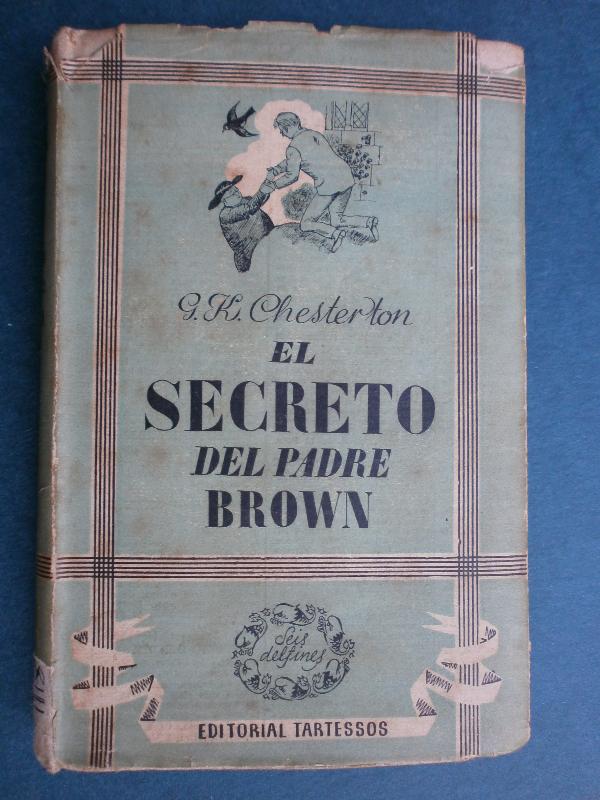 G. K. Chesterton
EL
SECRETO
DEL PADRE
BROWN
Seis
delfines
EDITORIAL TARTESSOS